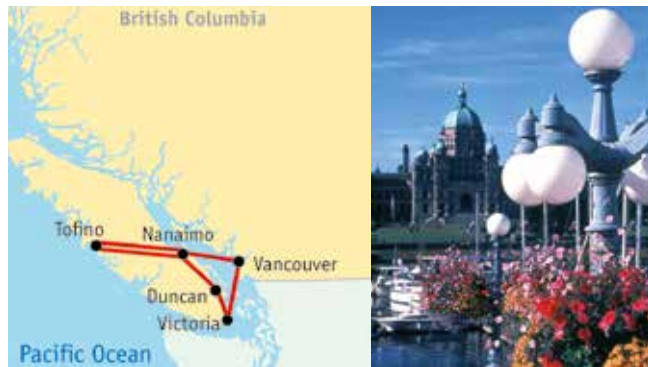 British Columbia
Tofino
Nanaimo
Vancouver
Duncan
Victoria
Pacific Ocean